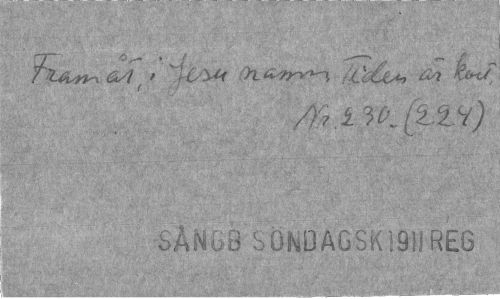 Framåt, i Jesu namn, Tiden är kort
Nr. 230. (224)
SÅNGB SÖNDAGSK 1911 REG